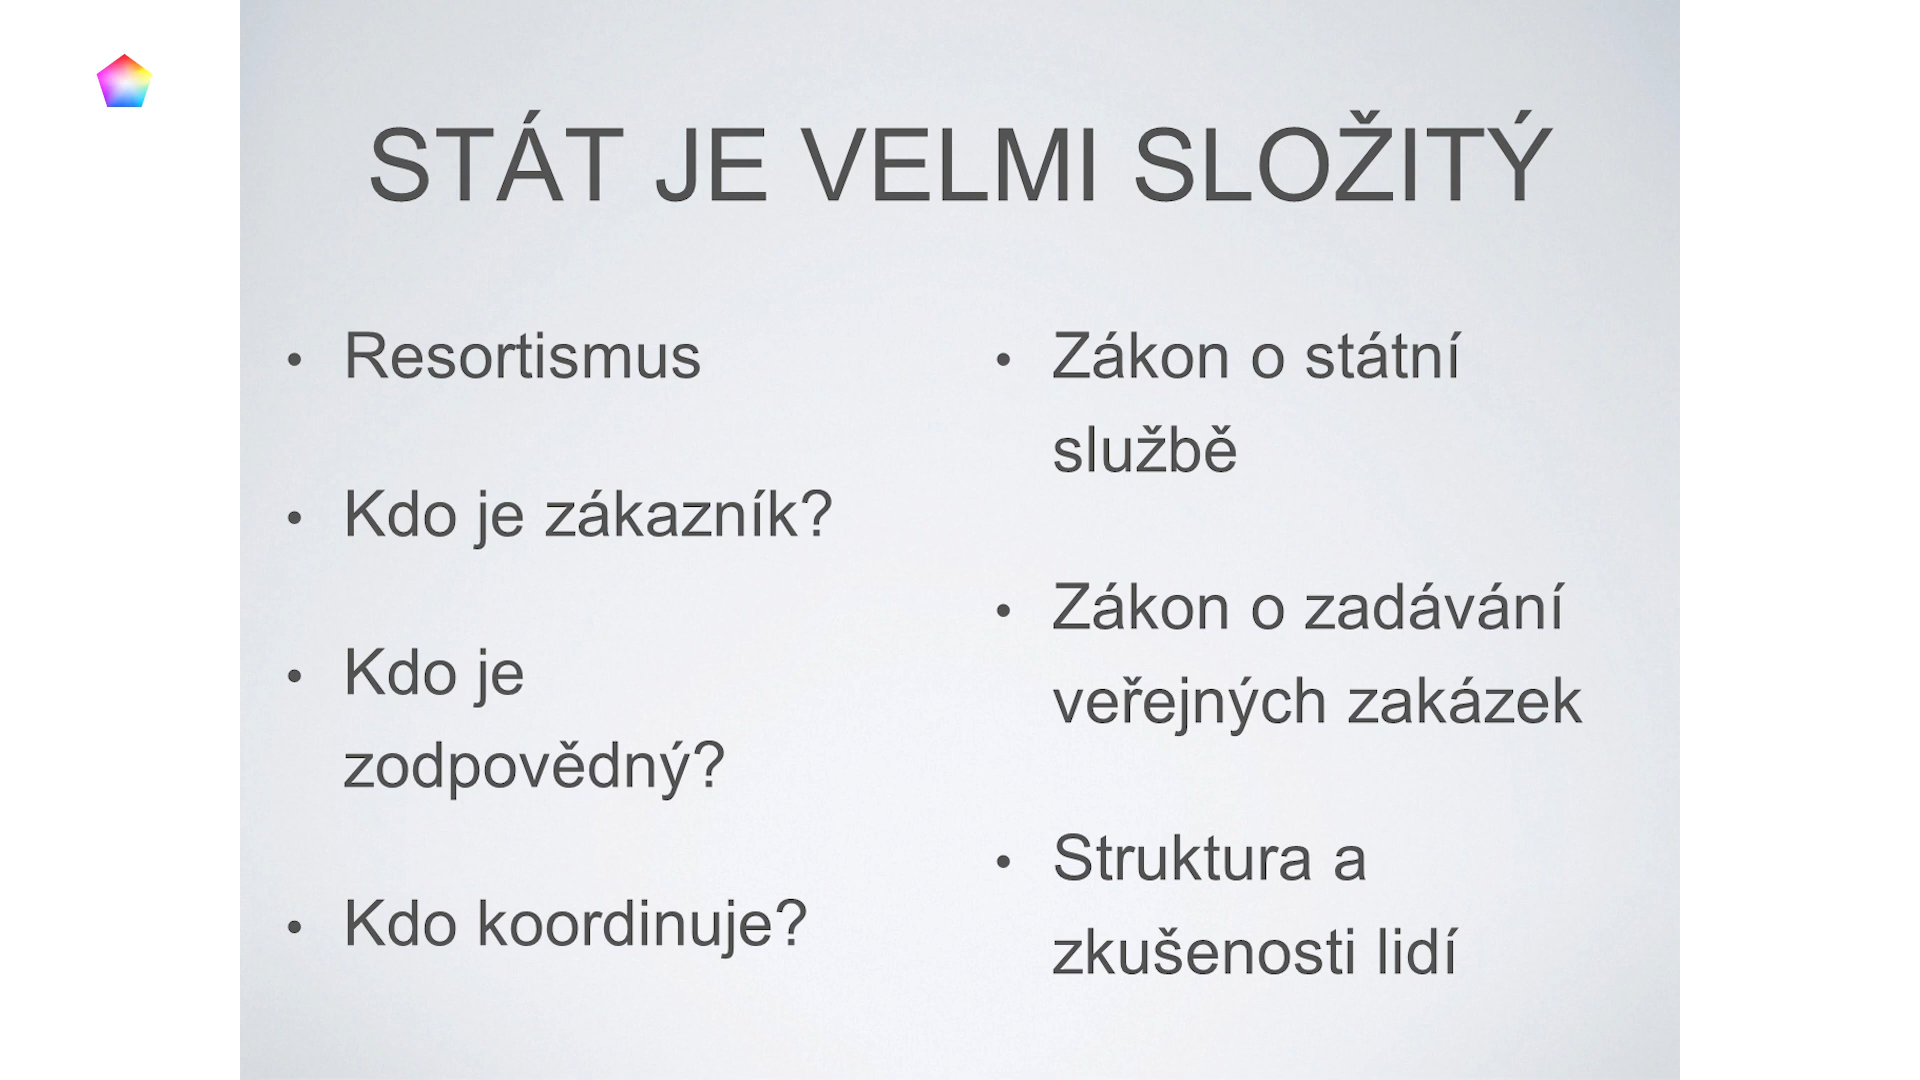 STÁT JE VELMI SLOŽITÝ
• Resortismus
• Kdo je zákazník?
• Kdo je
zodpovědný?
• Kdo koordinuje?
• Zákon o státní
službě
• Zákon o zadávání
veřejných zakázek
• Struktura a
zkušenosti lidí